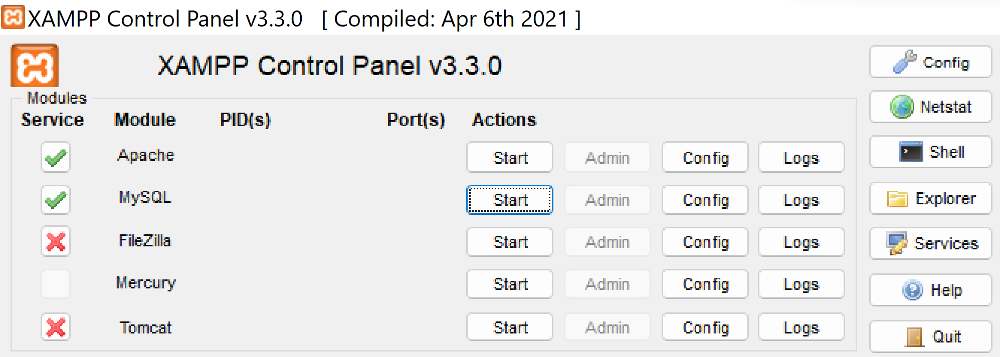 XAMPP Control Panel v3.3.0 [ Compiled: Apr 6th 2021 ]
XAMPP Control Panel v3.3.0
Config
Modules
Service Module PID(s) Port(s) Actions
Netstat
Apache Start Admin Config Logs
Shell
MySQL Start Admin Config Logs
Explorer
FileZilla Start Admin Config Logs
Services
Mercury Start Admin Config Logs
Help
Tomcat Start Admin Config Logs
Quit